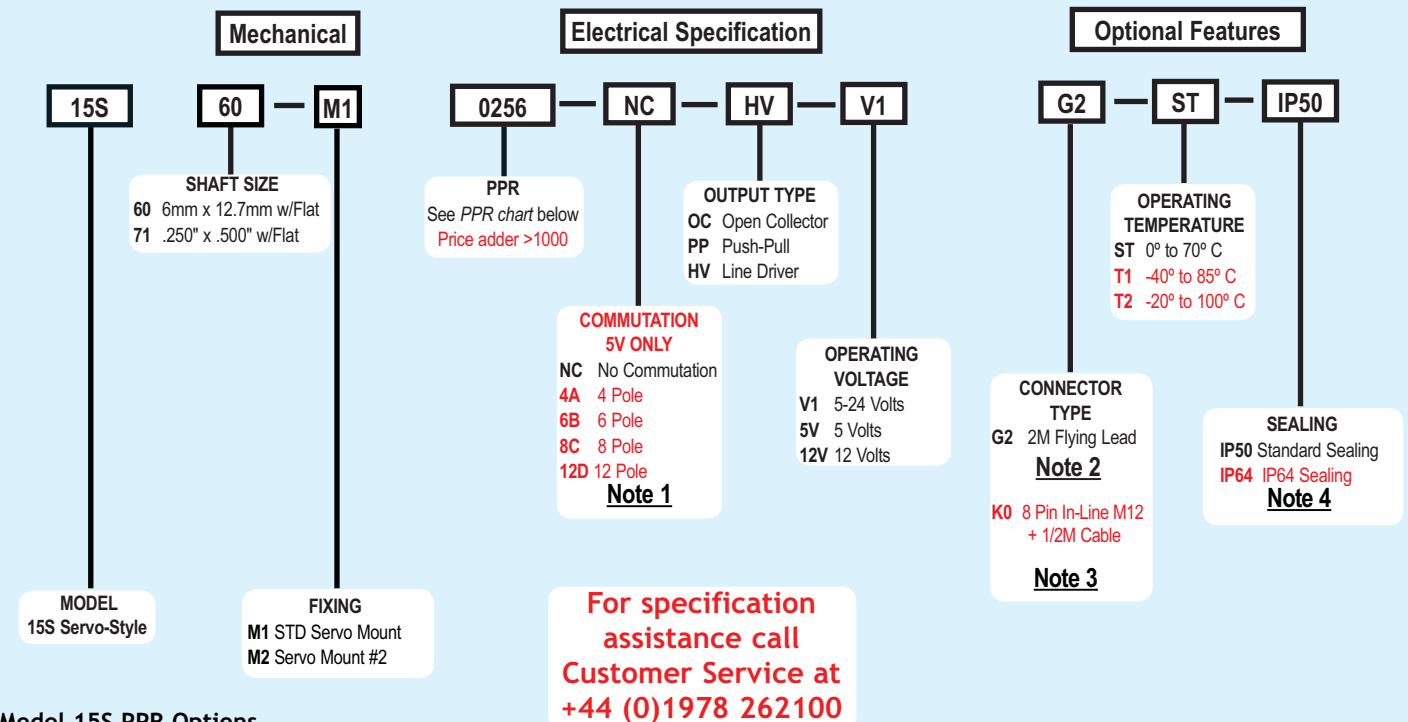 Mechanical
Electrical Specification
Optional Features
15S
60
M1
0256
NC
HV
V1
G2
ST
IP50
SHAFT SIZE
60 6mm x 12.7mm w/Flat
71 .250" x .500" w/Flat
PPR
See PPR chart below
Price adder >1000
OUTPUT TYPE
OC Open Collector
PP Push-Pull
HV Line Driver
OPERATING
TEMPERATURE
ST 0º to 70º C
T1 -40º to 85º C
T2 -20º to 100º C
COMMUTATION
5V ONLY
NC No Commutation
4A 4 Pole
6B 6 Pole
8C 8 Pole
12D 12 Pole
Note 1
OPERATING
VOLTAGE
V1 5-24 Volts
5V 5 Volts
12V 12 Volts
CONNECTOR
TYPE
G2 2M Flying Lead
Note 2
K0 8 Pin In-Line M12
+ 1/2M Cable
Note 3
SEALING
IP50 Standard Sealing
IP64 IP64 Sealing
Note 4
MODEL
15S Servo-Style
FIXING
M1 STD Servo Mount
M2 Servo Mount #2
For specification
assistance call
Customer Service at
+44 (0)1978 262100
Model 15S PPR Options